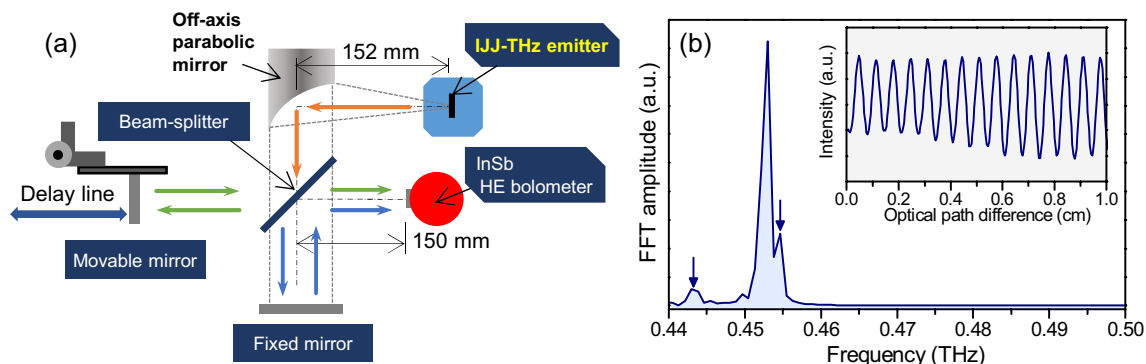 (a)
Off-axis
parabolic
mirror
152 mm
IJJ-THz emitter
Beam-splitter
InSb
HE bolometer
Delay line
150 mm
Movable mirror
Fixed mirror
(b)
FFT amplitude (a.u.)
Intensity (a.u.)
0.0 0.2 0.4 0.6 0.8 1.0
Optical path difference (cm)
0.44 0.45 0.46 0.47 0.48 0.49 0.50
Frequency (THz)